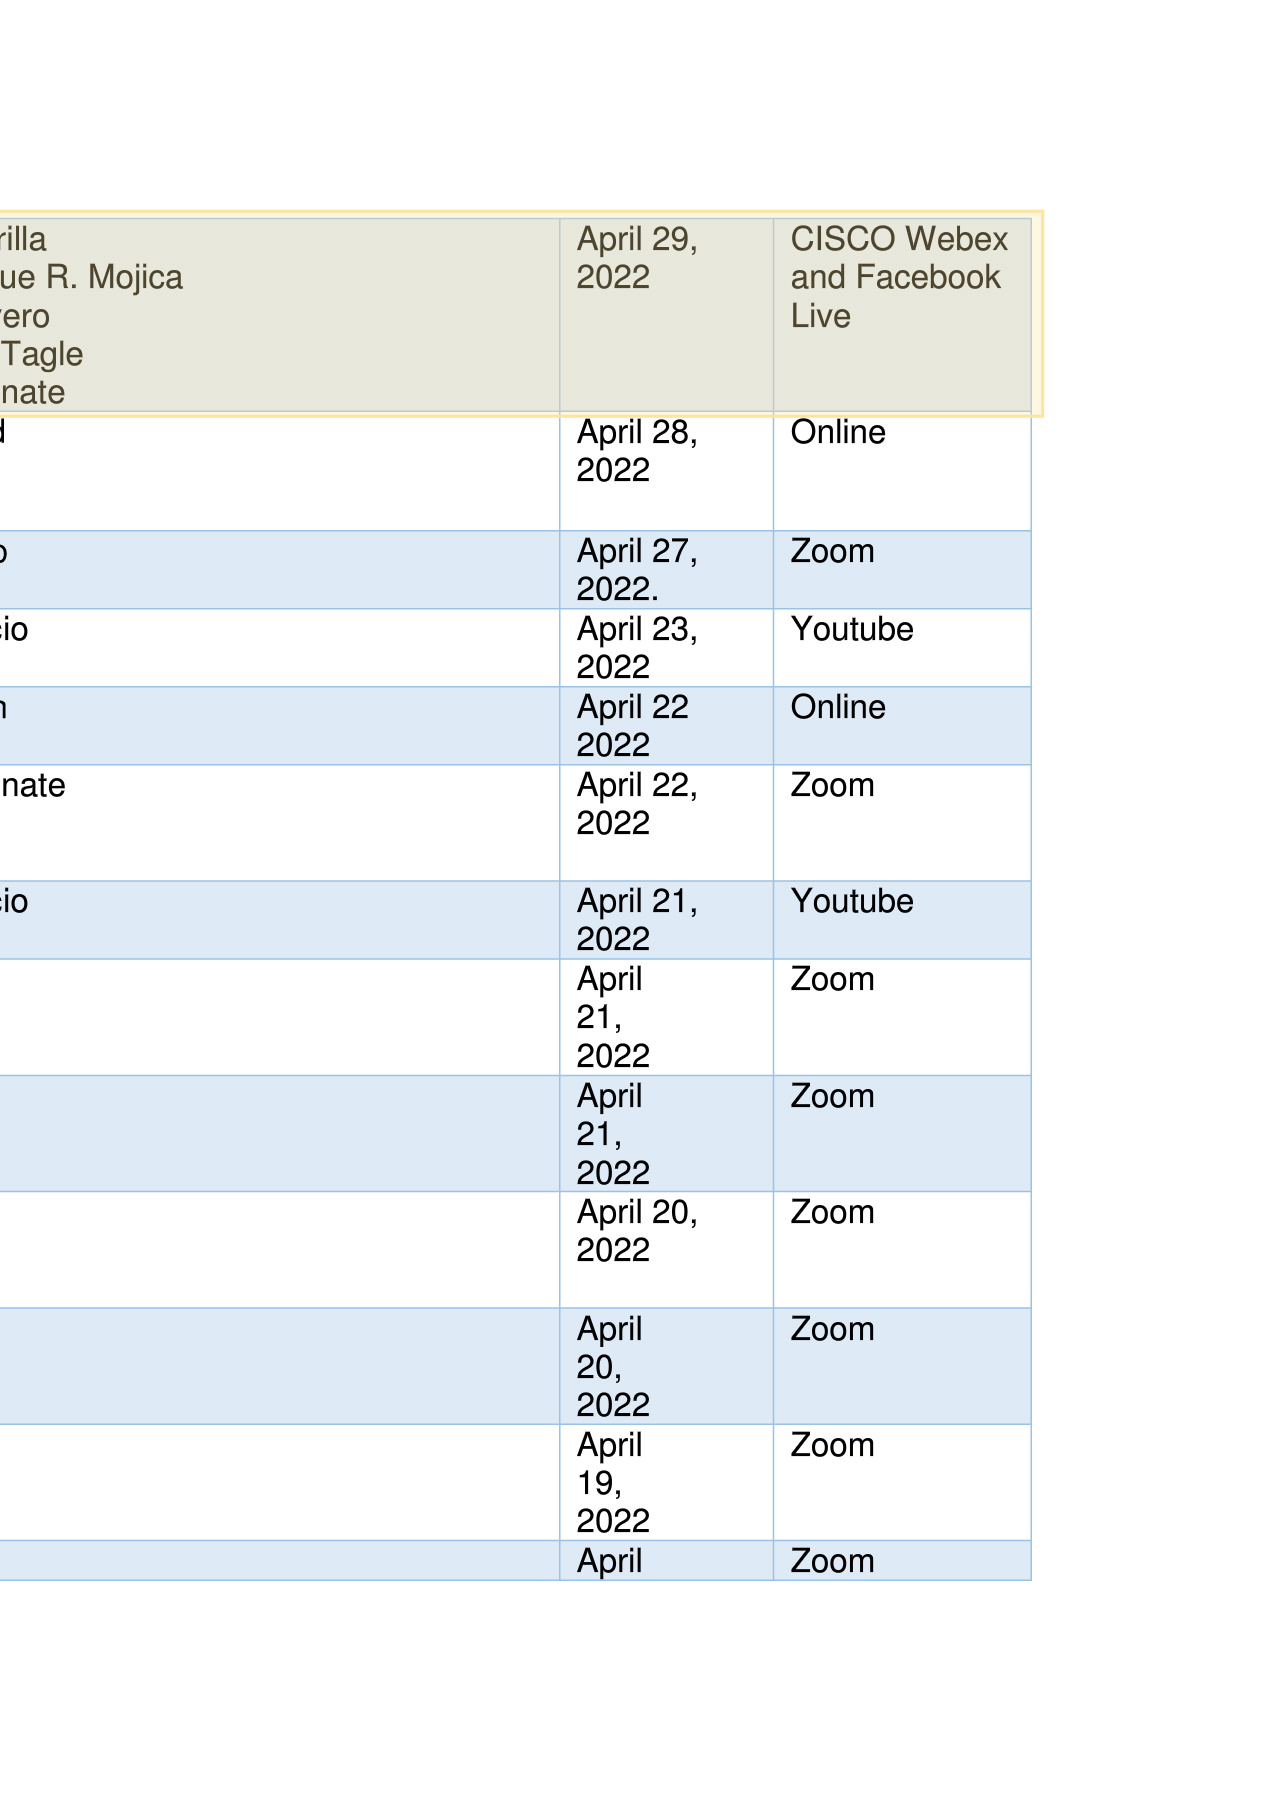 rilla
ue R. Mojica
vero
Tagle
nate
April 29,
2022
CISCO Webex
and Facebook
Live
d
April 28,
2022
Online
o
April 27,
2022.
Zoom
cio
April 23,
2022
Youtube
n
April 22
2022
Online
nate
April 22,
2022
Zoom
cio
April 21,
2022
Youtube
April
21,
2022
Zoom
April
21,
2022
Zoom
April 20,
2022
Zoom
April
20,
2022
Zoom
April
19,
2022
Zoom
April
Zoom